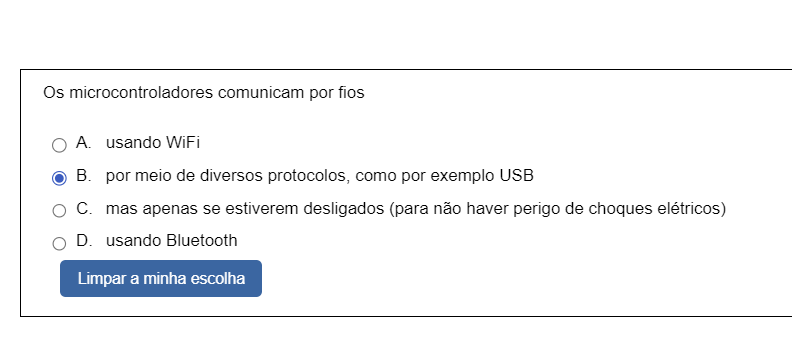 Os microcontroladores comunicam por fios
A. usando WiFi
B. por meio de diversos protocolos, como por exemplo USB
C. mas apenas se estiverem desligados (para não haver perigo de choques elétricos)
D. usando Bluetooth
Limpar a minha escolha